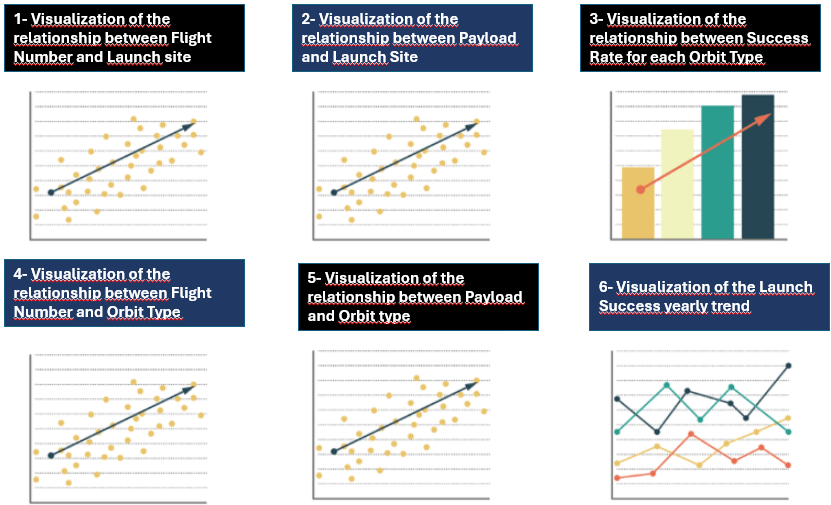 1- Visualization of the
relationship between Flight
Number and Launch site
2- Visualization of the
relationship between Payload
and Launch Site
3- Visualization of the
relationship between Success
Rate for each Orbit Type
4- Visualization of the
relationship between Flight
Number and Orbit Type
5- Visualization of the
relationship between Payload
and Orbit type
6- Visualization of the Launch
Success yearly trend